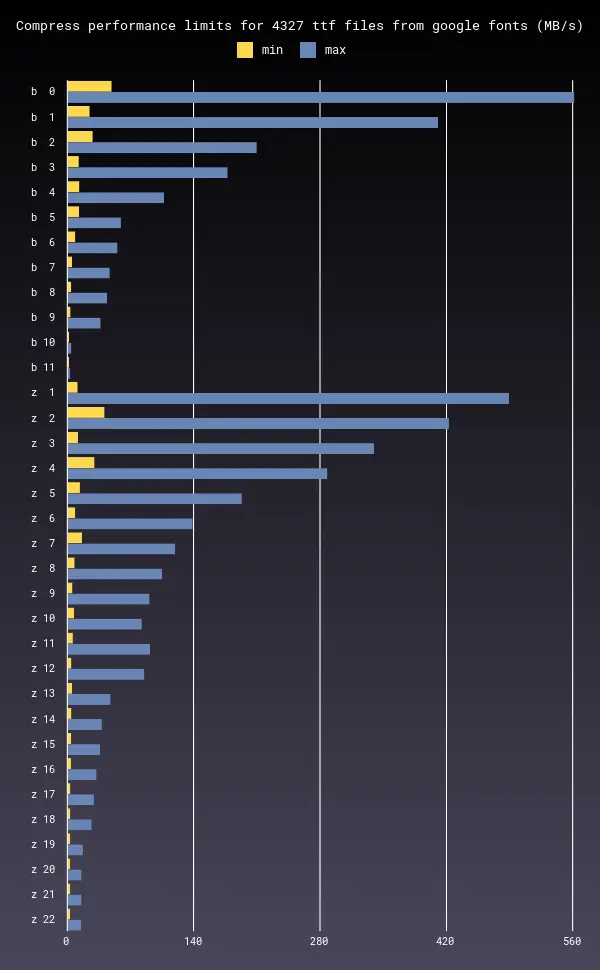 Compress performance limits for 4327 ttf files from google fonts (MB/s)
min max
b 0
b 1
b 2
b 3
b 4
b 5
b 6
b 7
b 8
b 9
b 10
b 11
z 1
z 2
z 3
z 4
z 5
z 6
z 7
z 8
z 9
z 10
z 11
z 12
z 13
z 14
z 15
z 16
z 17
z 18
z 19
z 20
z 21
z 22
0 140 280 420 560